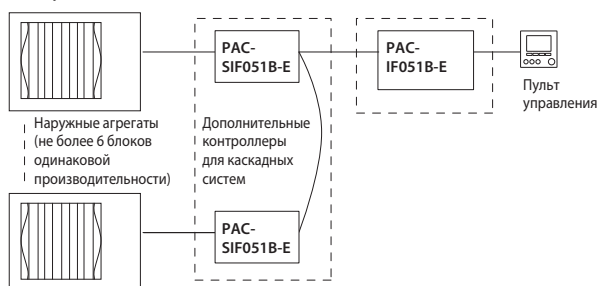 PAC-
SIF051B-E
PAC-
IF051B-E
Пульт
управления
Наружные агрегаты
(не более 6 блоков
одинаковой
производительности)
Дополнительные
контроллеры
для каскадных
систем
PAC-
SIF051B-E